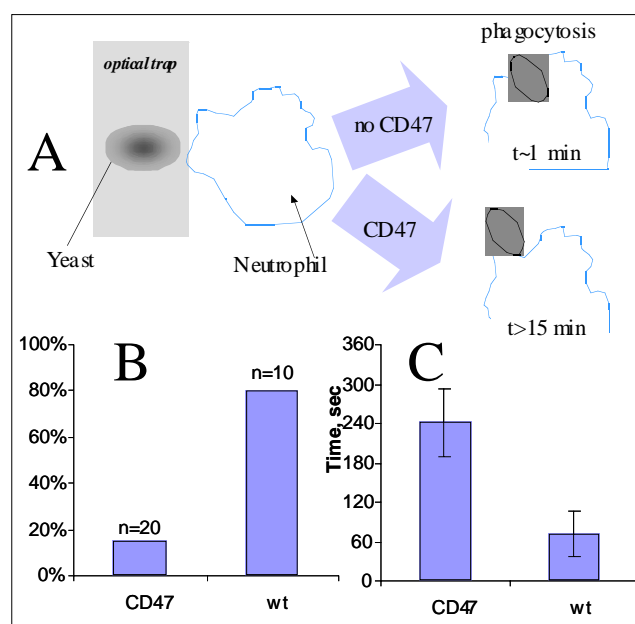 phagocytosis
optical trap
no CD47
A
t~1 min
CD47
Yeast
Neutrophil
t>15 min
B
100%
80%
60%
40%
20%
0%
n=20
n=10
CD47
wt
C
Time, sec
360
300
240
180
120
60
0
CD47
wt